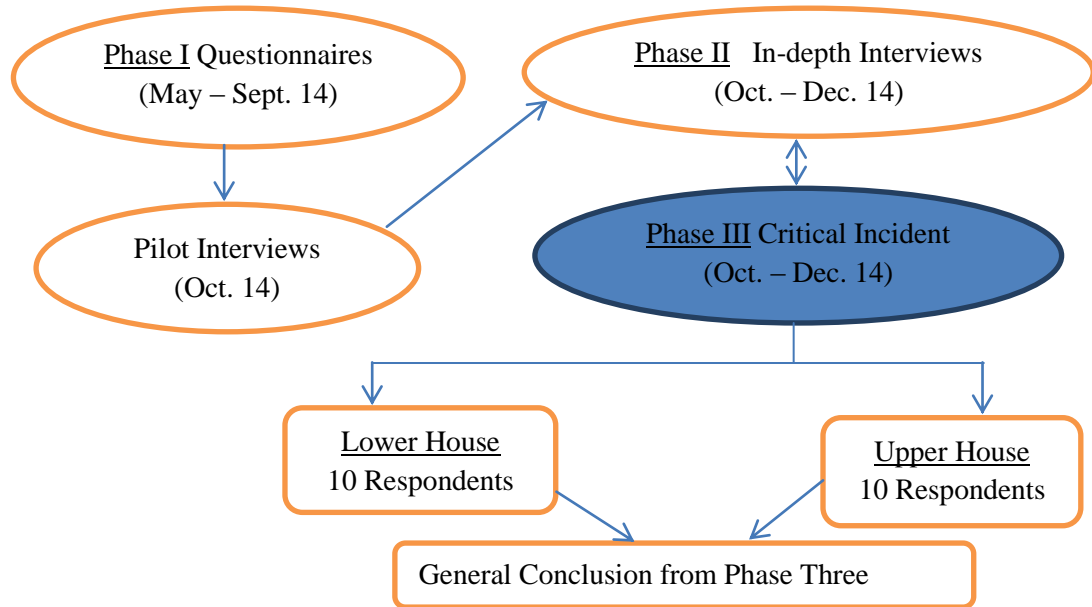 Phase I Questionnaires
(May – Sept. 14)
Phase II In-depth Interviews
(Oct. – Dec. 14)
Pilot Interviews
(Oct. 14)
Phase III Critical Incident
(Oct. – Dec. 14)
Lower House
10 Respondents
Upper House
10 Respondents
General Conclusion from Phase Three